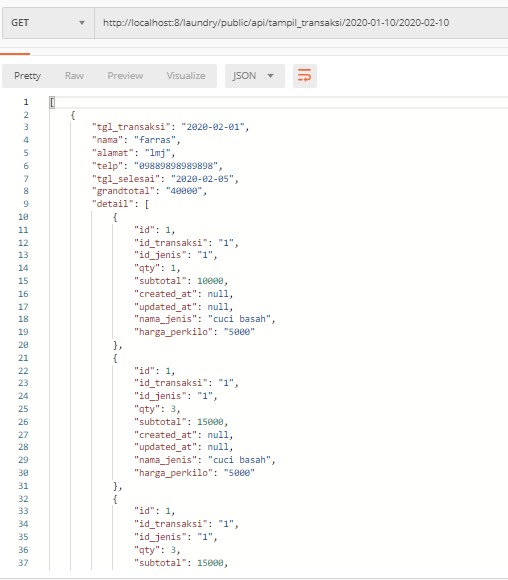 GET http://localhost:8/laundry/public/api/tampil_transaksi/2020-01-10/2020-02-10
Pretty Raw Preview Visualize JSON
1 [
2 {
3 "tgl_transaksi": "2020-02-01",
4 "nama": "farras",
5 "alamat": "lmj",
6 "telp": "09889898989898",
7 "tgl_selesai": "2020-02-05",
8 "grandtotal": "40000",
9 "detail": [
10 {
11 "id": 1,
12 "id_transaksi": "1",
13 "id_jenis": "1",
14 "qty": 1,
15 "subtotal": 10000,
16 "created_at": null,
17 "updated_at": null,
18 "nama_jenis": "cuci basah",
19 "harga_perkilo": "5000"
20 },
21 {
22 "id": 1,
23 "id_transaksi": "1",
24 "id_jenis": "1",
25 "qty": 3,
26 "subtotal": 15000,
27 "created_at": null,
28 "updated_at": null,
29 "nama_jenis": "cuci basah",
30 "harga_perkilo": "5000"
31 },
32 {
33 "id": 1,
34 "id_transaksi": "1",
35 "id_jenis": "1",
36 "qty": 3,
37 "subtotal": 15000,